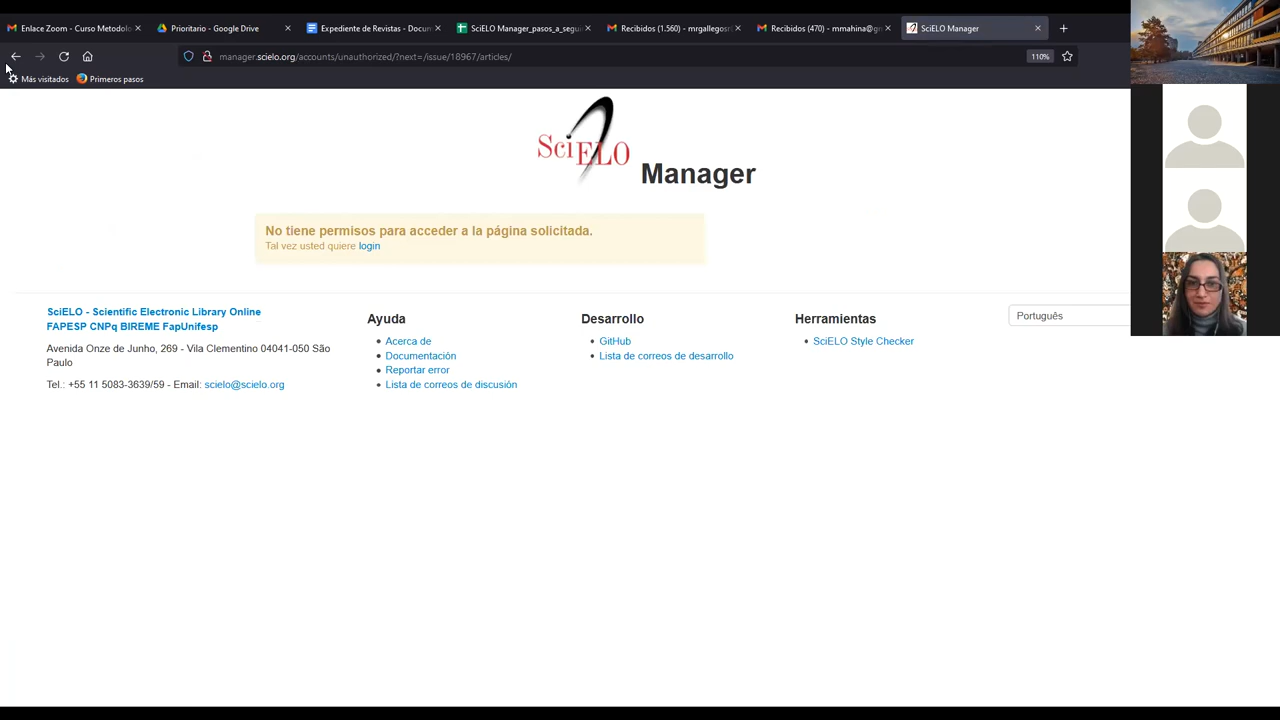 Enlace Zoom - Curso Metodolo
Prioritario - Google Drive
Expediente de Revistas - Docum
SciELO Manager_pasos_a_segui
Recibidos (1.560) - mrgallegosr
Recibidos (470) - mmahina@gr
SciELO Manager
manager.scielo.org/accounts/unauthorized/?next=/issue/18967/articles/
110%
Más visitados
Primeros pasos
SciELO
Manager
No tiene permisos para acceder a la página solicitada.
Tal vez usted quiere login
SciELO - Scientific Electronic Library Online
FAPESP CNPq BIREME FapUnifesp
Avenida Onze de Junho, 269 - Vila Clementino 04041-050 São
Paulo
Tel.: +55 11 5083-3639/59 - Email: scielo@scielo.org
Ayuda
Acerca de
Documentación
Reportar error
Lista de correos de discusión
Desarrollo
GitHub
Lista de correos de desarrollo
Herramientas
SciELO Style Checker
Português